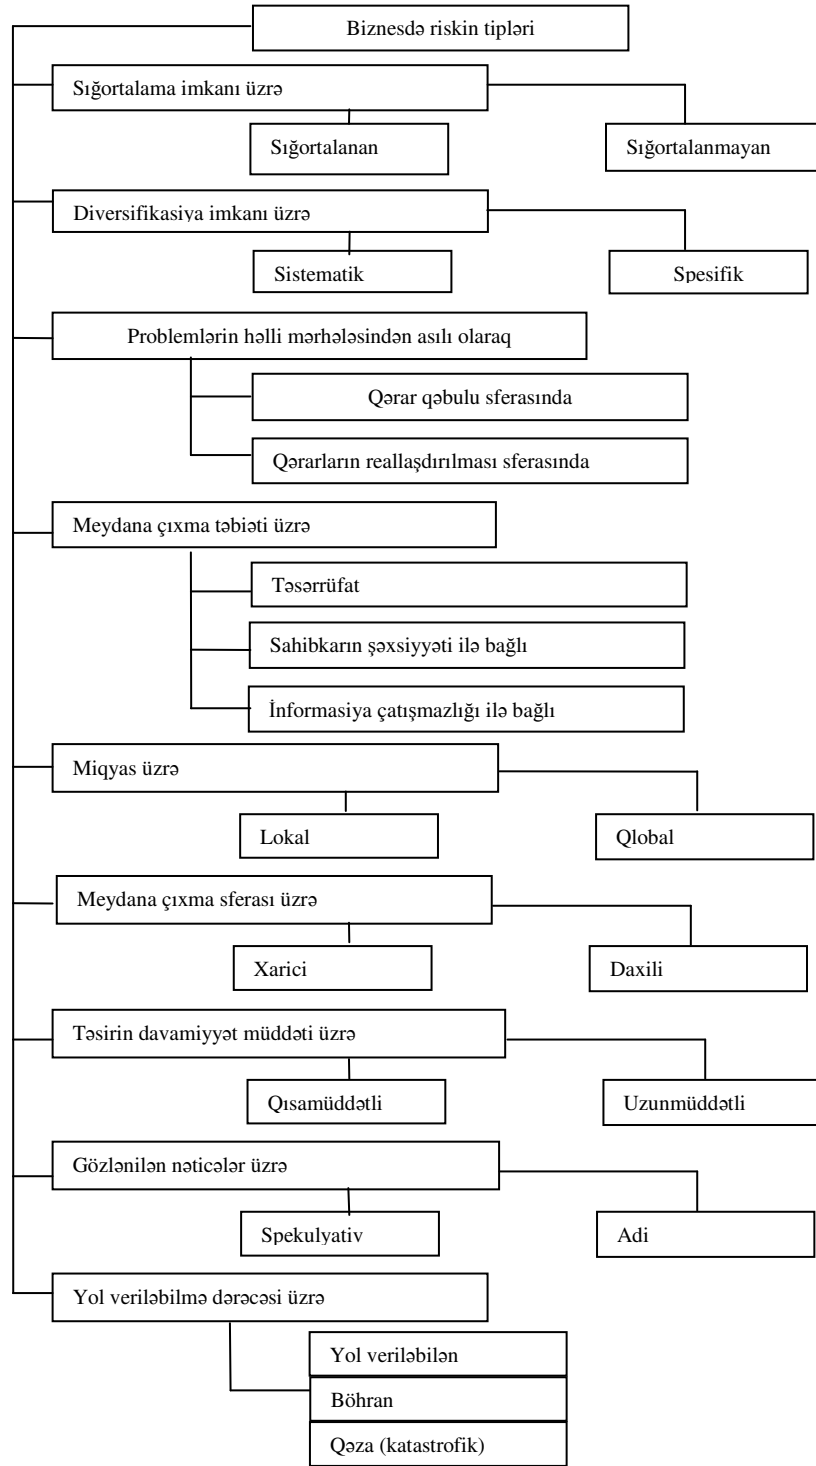 Biznesdə riskin tipləri
Sığortalama imkanı üzrə
Sığortalanan
Sığortalanmayan
Diversifikasiya imkanı üzrə
Sistematik
Spesifik
Problemlərin həlli mərhələsindən asılı olaraq
Qərar qəbulu sferasında
Qərarların reallaşdırılması sferasında
Meydana çıxma təbiəti üzrə
Təsərrüfat
Sahibkarın şəxsiyyəti ilə bağlı
İnformasiya çatışmazlığı ilə bağlı
Miqyas üzrə
Lokal
Qlobal
Meydana çıxma sferası üzrə
Xarici
Daxili
Təsirin davamiyyət müddəti üzrə
Qısamüddətli
Uzunmüddətli
Gözlənilən nəticələr üzrə
Spekulyativ
Adi
Yol veriləbilmə dərəcəsi üzrə
Yol veriləbilən
Böhran
Qəza (katastrofik)